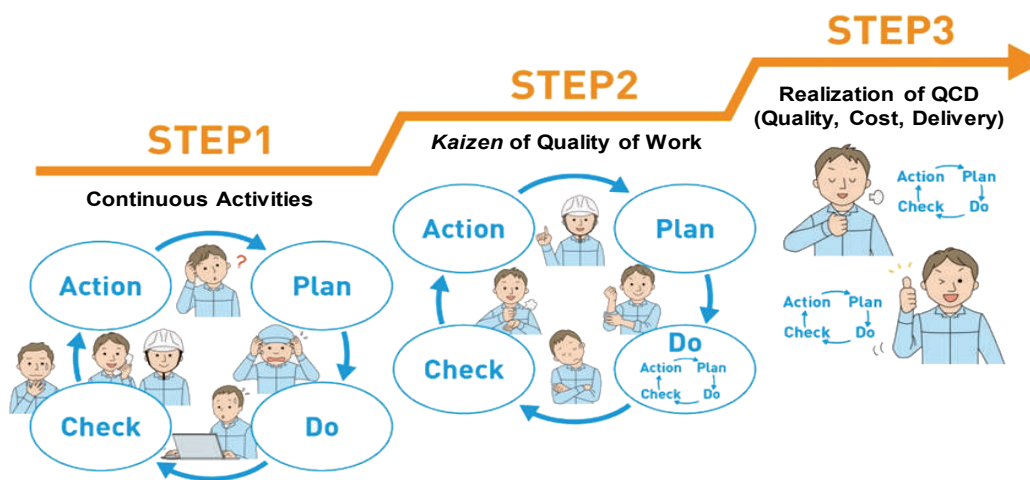 STEP1
Continuous Activities
Action
Plan
?
Check
Do
STEP2
Kaizen of Quality of Work
Action
Plan
Check
Do
Action Plan
Check Do
STEP3
Realization of QCD
(Quality, Cost, Delivery)
Action Plan
Check Do
Action Plan
Check Do